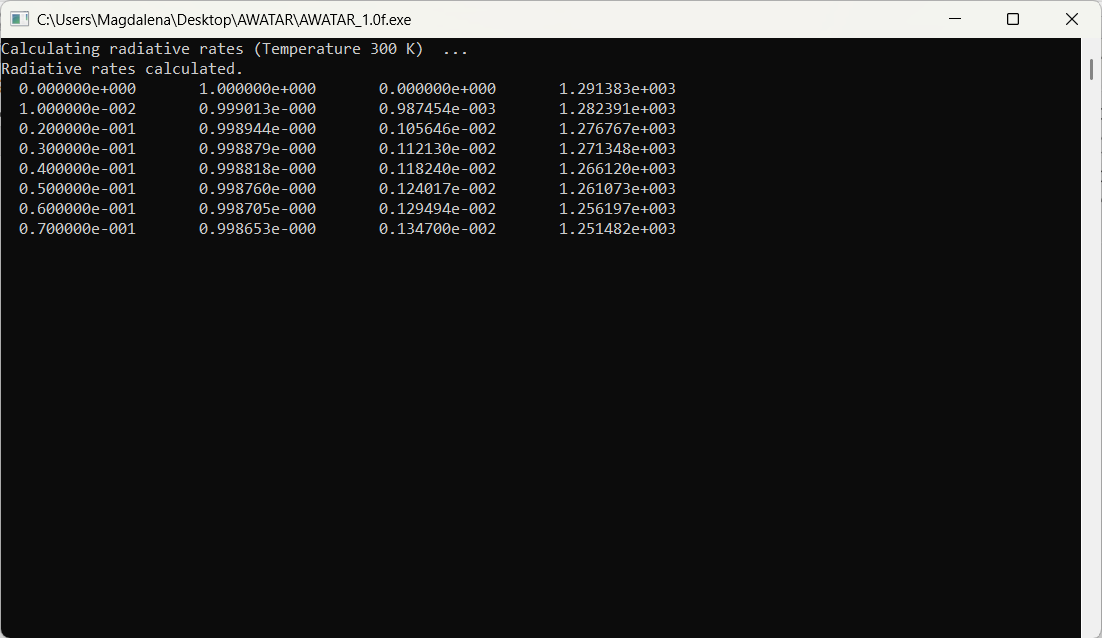 C:\Users\Magdalena\Desktop\AWATAR\AWATAR_1.0f.exe
Calculating radiative rates (Temperature 300 K)  ...
Radiative rates calculated.
  0.000000e+000       1.000000e+000       0.000000e+000       1.291383e+003
  1.000000e-002       0.999013e-000       0.987454e-003       1.282391e+003
  0.200000e-001       0.998944e-000       0.105646e-002       1.276767e+003
  0.300000e-001       0.998879e-000       0.112130e-002       1.271348e+003
  0.400000e-001       0.998818e-000       0.118240e-002       1.266120e+003
  0.500000e-001       0.998760e-000       0.124017e-002       1.261073e+003
  0.600000e-001       0.998705e-000       0.129494e-002       1.256197e+003
  0.700000e-001       0.998653e-000       0.134700e-002       1.251482e+003